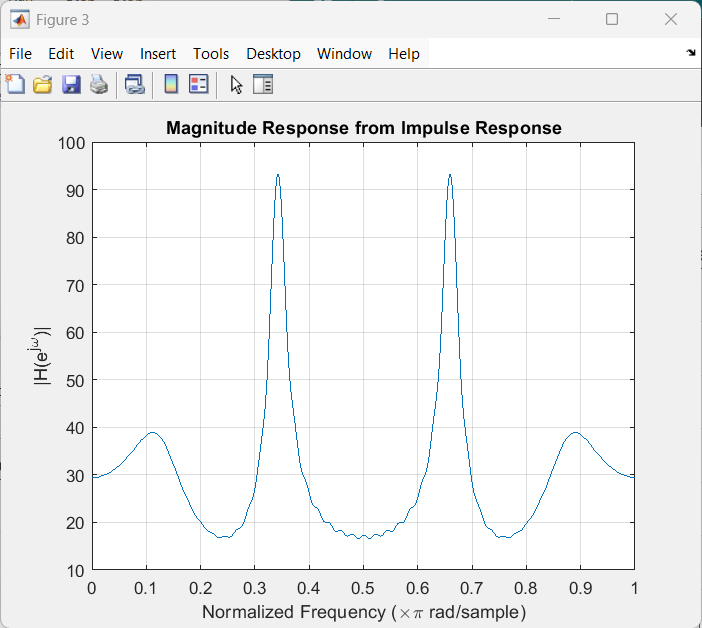 Figure 3
File Edit View Insert Tools Desktop Window Help
Magnitude Response from Impulse Response
100
90
80
70
60
50
40
30
20
10
|H(e^{jω})|
0 0.1 0.2 0.3 0.4 0.5 0.6 0.7 0.8 0.9 1
Normalized Frequency (×π rad/sample)